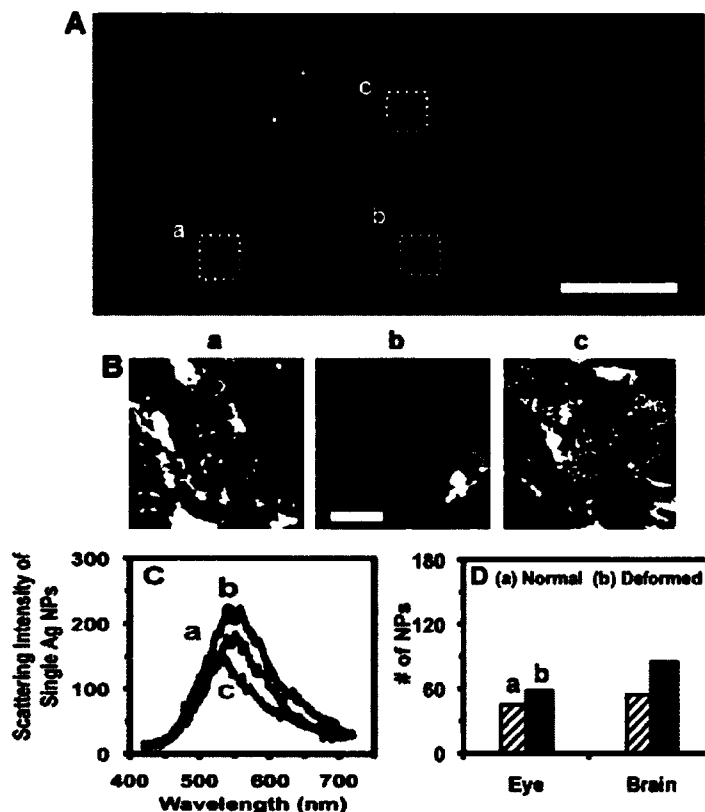 A
c
a
b
a b c
B
Scattering Intensity of
Single Ag NPs
300
200
100
0
C
b
a
c
400 500 600 700
Wavelength (nm)
# of NPs
180
120
60
0
D (a) Normal (b) Deformed
a b
Eye Brain